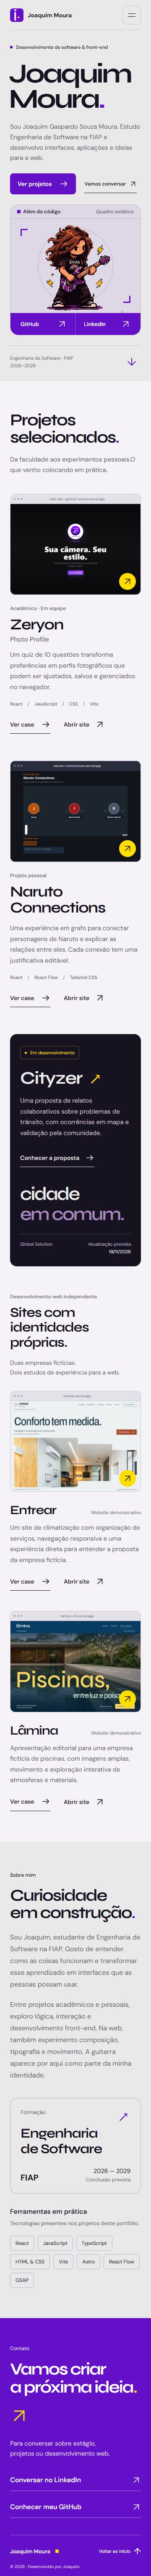 Joaquim Moura
Desenvolvimento de software & front-end
Joaquim
Moura.
Sou Joaquim Gaspardo Souza Moura. Estudo
Engenharia de Software na FIAP e
desenvolvo interfaces, aplicações e ideias
para a web.
Ver projetos
Vamos conversar
Além do código
Quadro estático
GitHub
LinkedIn
Engenharia de Software · FIAP
2026–2029
Projetos
selecionados.
Da faculdade aos experimentos pessoais.O
que venho colocando em prática.
Sua câmera. Seu
estilo.
Acadêmico · Em equipe
Zeryon
Photo Profile
Um quiz de 10 questões transforma
preferências em perfis fotográficos que
podem ser ajustados, salvos e gerenciados
no navegador.
React / JavaScript / CSS / Vite
Ver case
Abrir site
Naruto Connections
Projeto pessoal
Naruto
Connections
Uma experiência em grafo para conectar
personagens de Naruto e explicar as
relações entre eles. Cada conexão tem uma
justificativa editável.
React / React Flow / Tailwind CSS
Ver case
Abrir site
Em desenvolvimento
Cityzer
Uma proposta de relatos
colaborativos sobre problemas de
trânsito, com ocorrências em mapa e
validação pela comunidade.
Conhecer a proposta
cidade
em comum.
Global Solution
Atualização prevista
19/11/2026
Desenvolvimento web independente
Sites com
identidades
próprias.
Duas empresas fictícias.
Dois estudos de experiência para a web.
Conforto tem medida.
Entrear
Website demonstrativo
Um site de climatização com organização de
serviços, navegação responsiva e uma
experiência direta para entender a proposta
da empresa fictícia.
Ver case
Abrir site
lâmina.
Piscinas,
entre luz e
Lâmina
Website demonstrativo
Apresentação editorial para uma empresa
fictícia de piscinas, com imagens amplas,
movimento e exploração interativa de
atmosferas e materiais.
Ver case
Abrir site
Sobre mim
Curiosidade
em construção.
Sou Joaquim, estudante de Engenharia de
Software na FIAP. Gosto de entender
como as coisas funcionam e transformar
esse aprendizado em interfaces que as
pessoas possam usar.
Entre projetos acadêmicos e pessoais,
exploro lógica, interação e
desenvolvimento front-end. Na web,
também experimento composição,
tipografia e movimento. A guitarra
aparece por aqui como parte da minha
identidade.
Formação
Engenharia
de Software
FIAP
2026 — 2029
Conclusão prevista
Ferramentas em prática
Tecnologias presentes nos projetos deste portfólio.
React
JavaScript
TypeScript
HTML & CSS
Vite
Astro
React Flow
GSAP
Contato
Vamos criar
a próxima ideia.
Para conversar sobre estágio,
projetos ou desenvolvimento web.
Conversar no LinkedIn
Conhecer meu GitHub
Joaquim Moura
Voltar ao início
© 2026 · Desenvolvido por Joaquim.